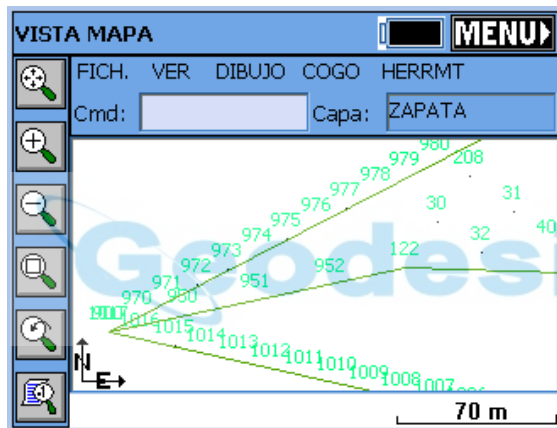 VISTA MAPA
MENU
FICH. VER DIBUJO COGO HERRMT
Cmd: Capa: ZAPATA
980
979 208
978
977 31
976 30
975 40
974 32
973 122
972 952
971 951
970 950
1016
1015
1014
1013
1012
1011
1010
1009
1008
1007
N
E
70 m
Geodesi